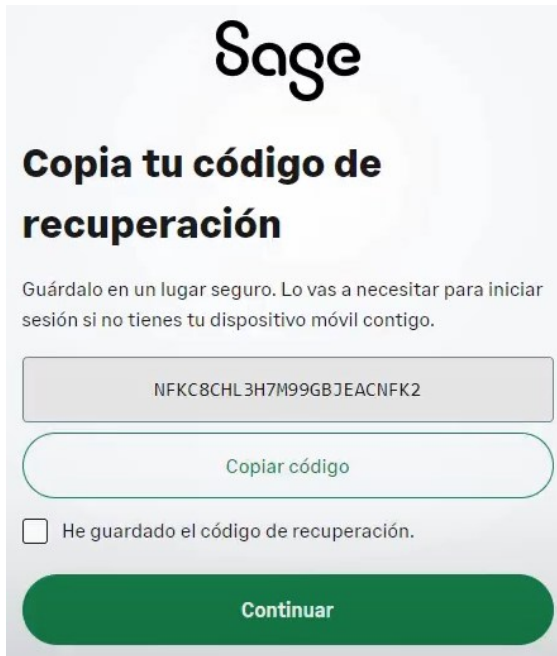 Sage
Copia tu código de
recuperación
Guárdalo en un lugar seguro. Lo vas a necesitar para iniciar
sesión si no tienes tu dispositivo móvil contigo.
NFKC8CHL3H7M99GBJEACNFK2
Copiar código
He guardado el código de recuperación.
Continuar